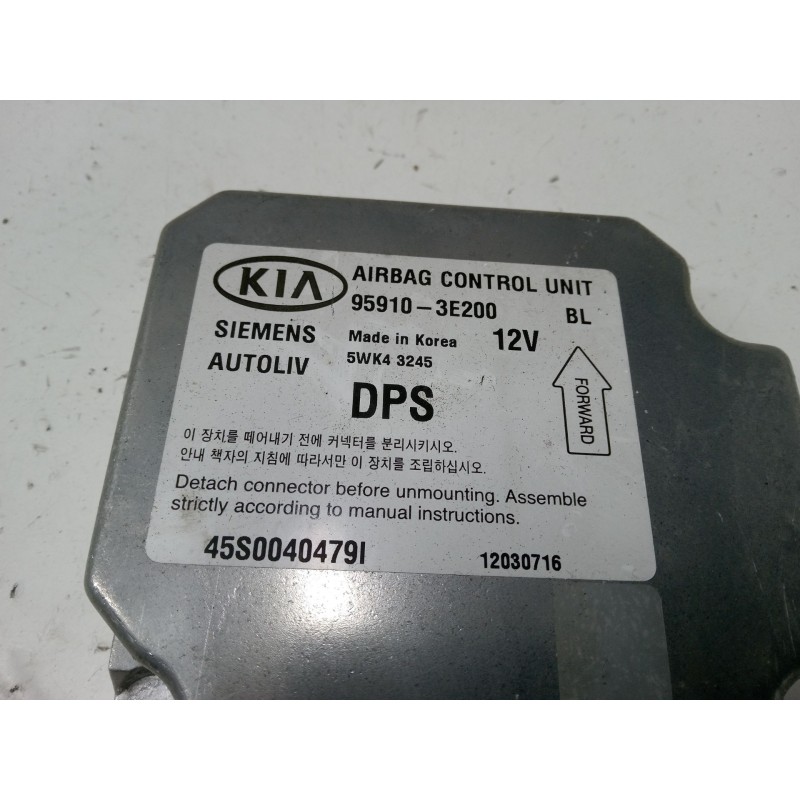 KIA AIRBAG CONTROL UNIT
95910-3E200 BL
SIEMENS Made in Korea 12V
AUTOLIV 5WK4 3245
DPS
FORWARD
이 장치를 떼어내기 전에 커넥터를 분리시키시오.
안내 책자의 지침에 따라서만 이 장치를 조립하십시오.
Detach connector before unmounting. Assemble
strictly according to manual instructions.
45S0040479I 12030716